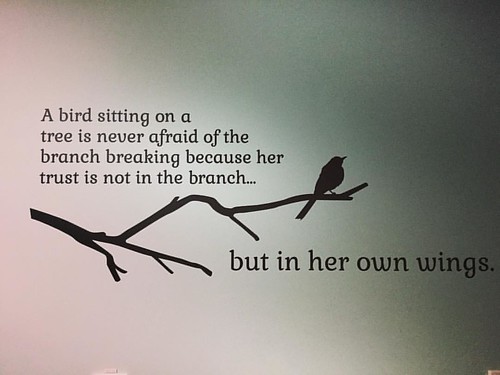 A bird sitting on a
tree is never afraid of the
branch breaking because her
trust is not in the branch...
but in her own wings.